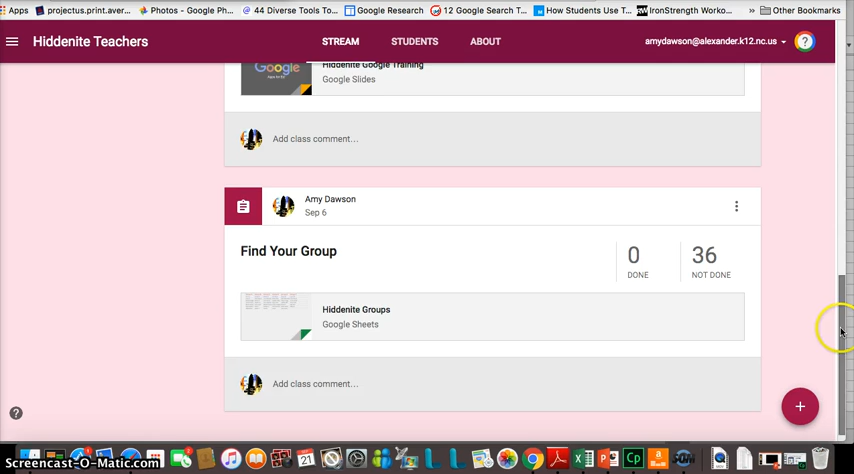 Apps
projectus.print.aver...
Photos - Google Ph...
44 Diverse Tools To...
Google Research
12 Google Search T...
How Students Use T...
IronStrength Worko...
»
Other Bookmarks
Hiddenite Teachers
STREAM
STUDENTS
ABOUT
amydawson@alexander.k12.nc.us
?
Google
Hiddenite Google Training
Google Slides
Add class comment...
Amy Dawson
Sep 6
Find Your Group
0
DONE
36
NOT DONE
Hiddenite Groups
Google Sheets
Add class comment...
?
+
21
Screencast-O-Matic.com